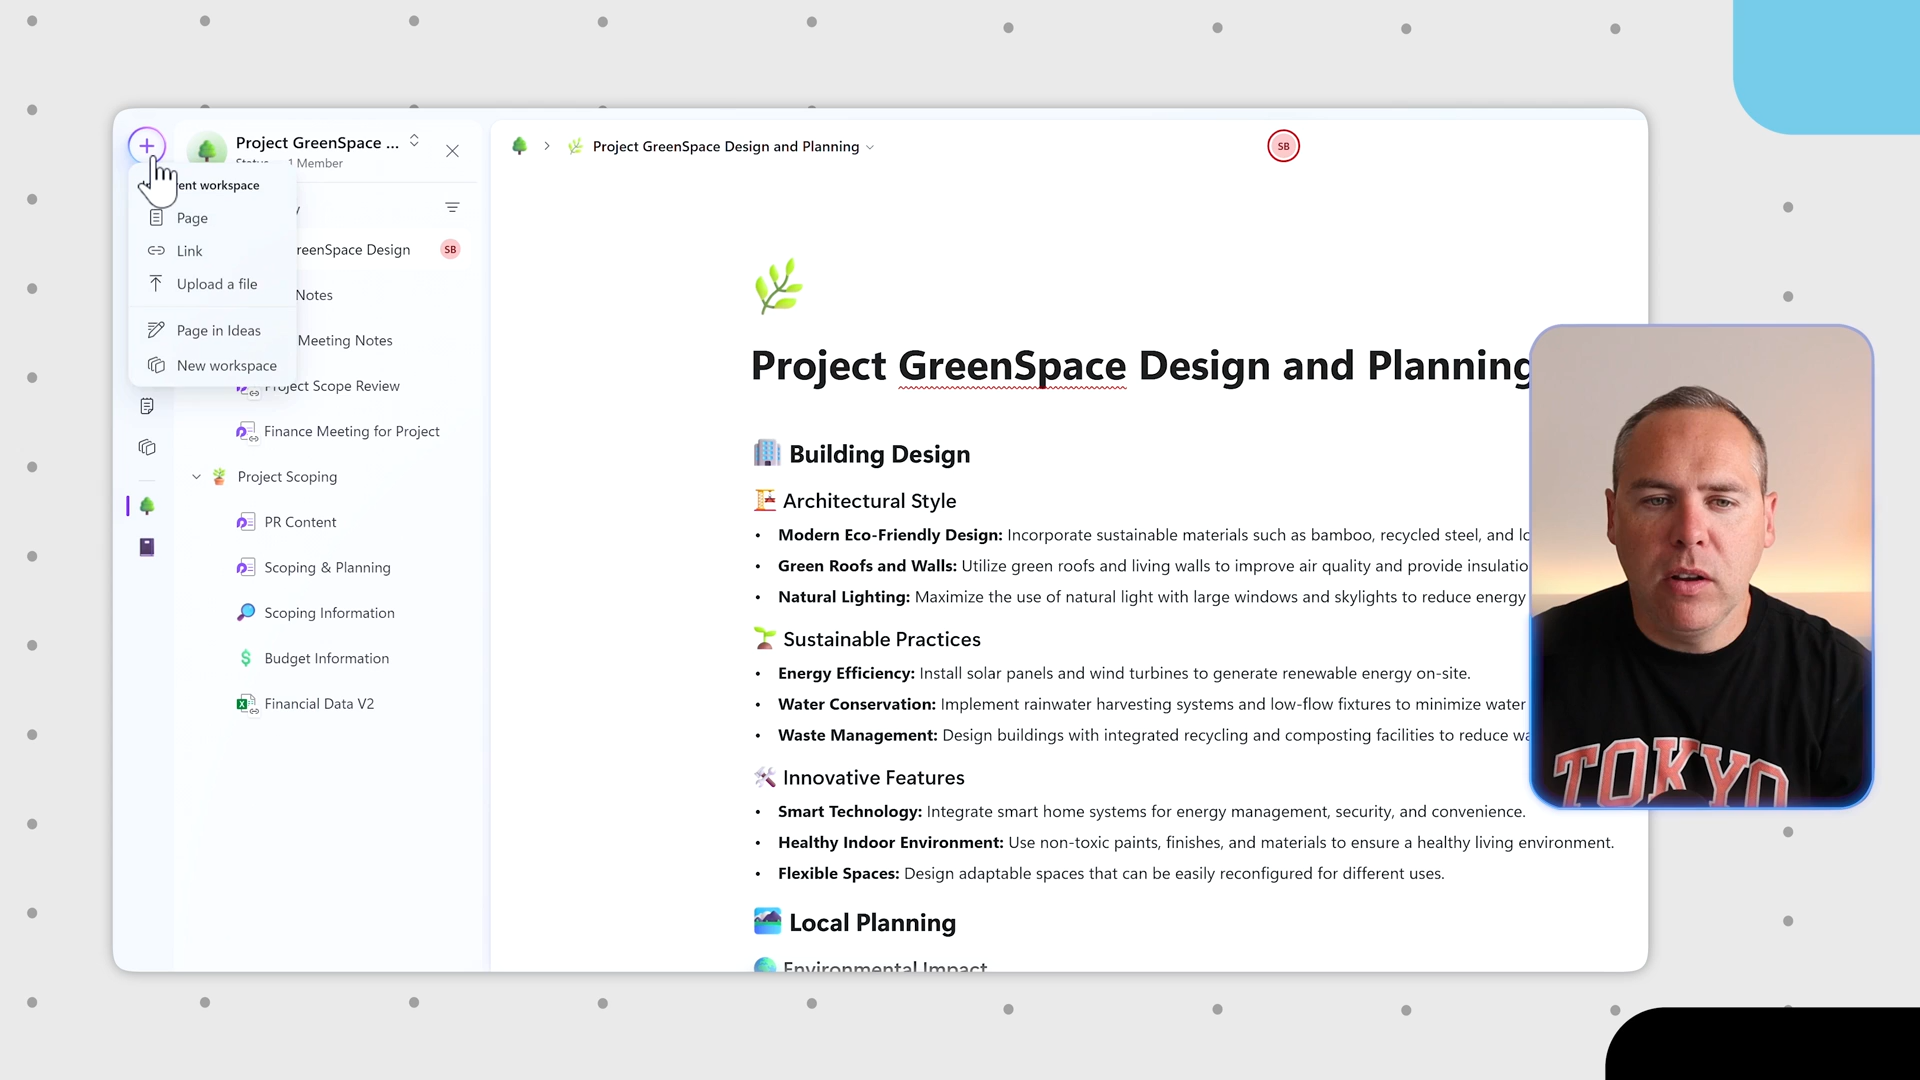 Project GreenSpace ...
1 Member
ent workspace
Page
Link
Upload a file
Page in Ideas
New workspace
reenSpace Design
SB
Notes
Meeting Notes
Project Scope Review
Finance Meeting for Project
Project Scoping
PR Content
Scoping & Planning
Scoping Information
Budget Information
Financial Data V2
Project GreenSpace Design and Planning
SB
Project GreenSpace Design and Planning
Building Design
Architectural Style
• Modern Eco-Friendly Design: Incorporate sustainable materials such as bamboo, recycled steel, and lo
• Green Roofs and Walls: Utilize green roofs and living walls to improve air quality and provide insulatio
• Natural Lighting: Maximize the use of natural light with large windows and skylights to reduce energy
Sustainable Practices
• Energy Efficiency: Install solar panels and wind turbines to generate renewable energy on-site.
• Water Conservation: Implement rainwater harvesting systems and low-flow fixtures to minimize water
• Waste Management: Design buildings with integrated recycling and composting facilities to reduce wa
Innovative Features
• Smart Technology: Integrate smart home systems for energy management, security, and convenience.
• Healthy Indoor Environment: Use non-toxic paints, finishes, and materials to ensure a healthy living environment.
• Flexible Spaces: Design adaptable spaces that can be easily reconfigured for different uses.
Local Planning
Environmental Impact
TOKYO